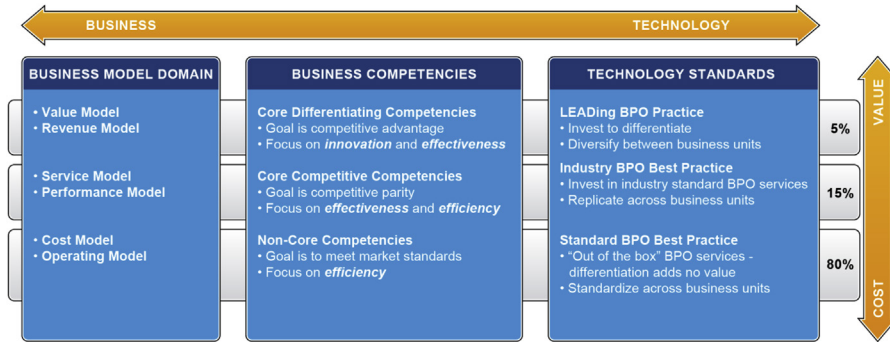 BUSINESS
TECHNOLOGY
BUSINESS MODEL DOMAIN
• Value Model
• Revenue Model
• Service Model
• Performance Model
• Cost Model
• Operating Model
BUSINESS COMPETENCIES
Core Differentiating Competencies
• Goal is competitive advantage
• Focus on innovation and effectiveness
Core Competitive Competencies
• Goal is competitive parity
• Focus on effectiveness and efficiency
Non-Core Competencies
• Goal is to meet market standards
• Focus on efficiency
TECHNOLOGY STANDARDS
LEADing BPO Practice
• Invest to differentiate
• Diversify between business units
Industry BPO Best Practice
• Invest in industry standard BPO services
• Replicate across business units
Standard BPO Best Practice
• “Out of the box” BPO services -
differentiation adds no value
• Standardize across business units
5%
15%
80%
VALUE
COST